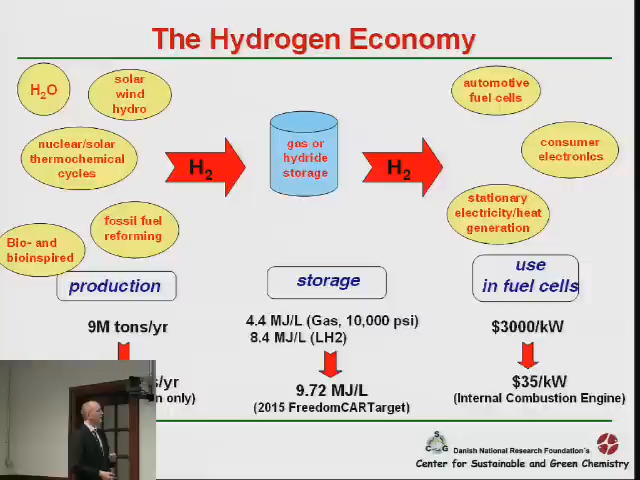 The Hydrogen Economy
H2O
solar
wind
hydro
nuclear/solar
thermochemical
cycles
fossil fuel
reforming
Bio- and
bioinspired
H2
gas or
hydride
storage
H2
automotive
fuel cells
consumer
electronics
stationary
electricity/heat
generation
production
storage
use
in fuel cells
9M tons/yr
4.4 MJ/L (Gas, 10,000 psi)
8.4 MJ/L (LH2)
$3000/kW
s/yr
n only)
9.72 MJ/L
(2015 FreedomCARTarget)
$35/kW
(Internal Combustion Engine)
C S G
Danish National Research Foundation's
Center for Sustainable and Green Chemistry